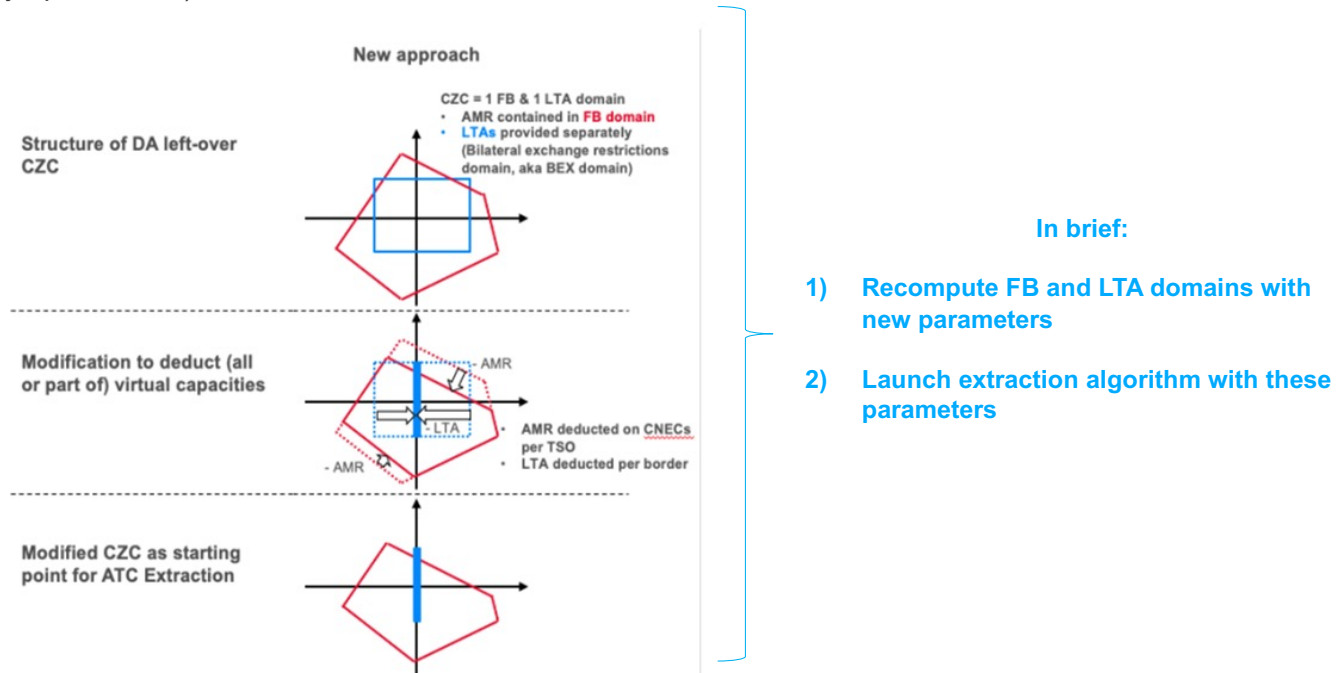 New approach
CZC = 1 FB & 1 LTA domain
• AMR contained in FB domain
• LTAs provided separately
(Bilateral exchange restrictions
domain, aka BEX domain)
Structure of DA left-over
CZC
Modification to deduct (all
or part of) virtual capacities
- AMR
- LTA
- AMR
• AMR deducted on CNECs
per TSO
• LTA deducted per border
Modified CZC as starting
point for ATC Extraction
In brief:
1) Recompute FB and LTA domains with
new parameters
2) Launch extraction algorithm with these
parameters